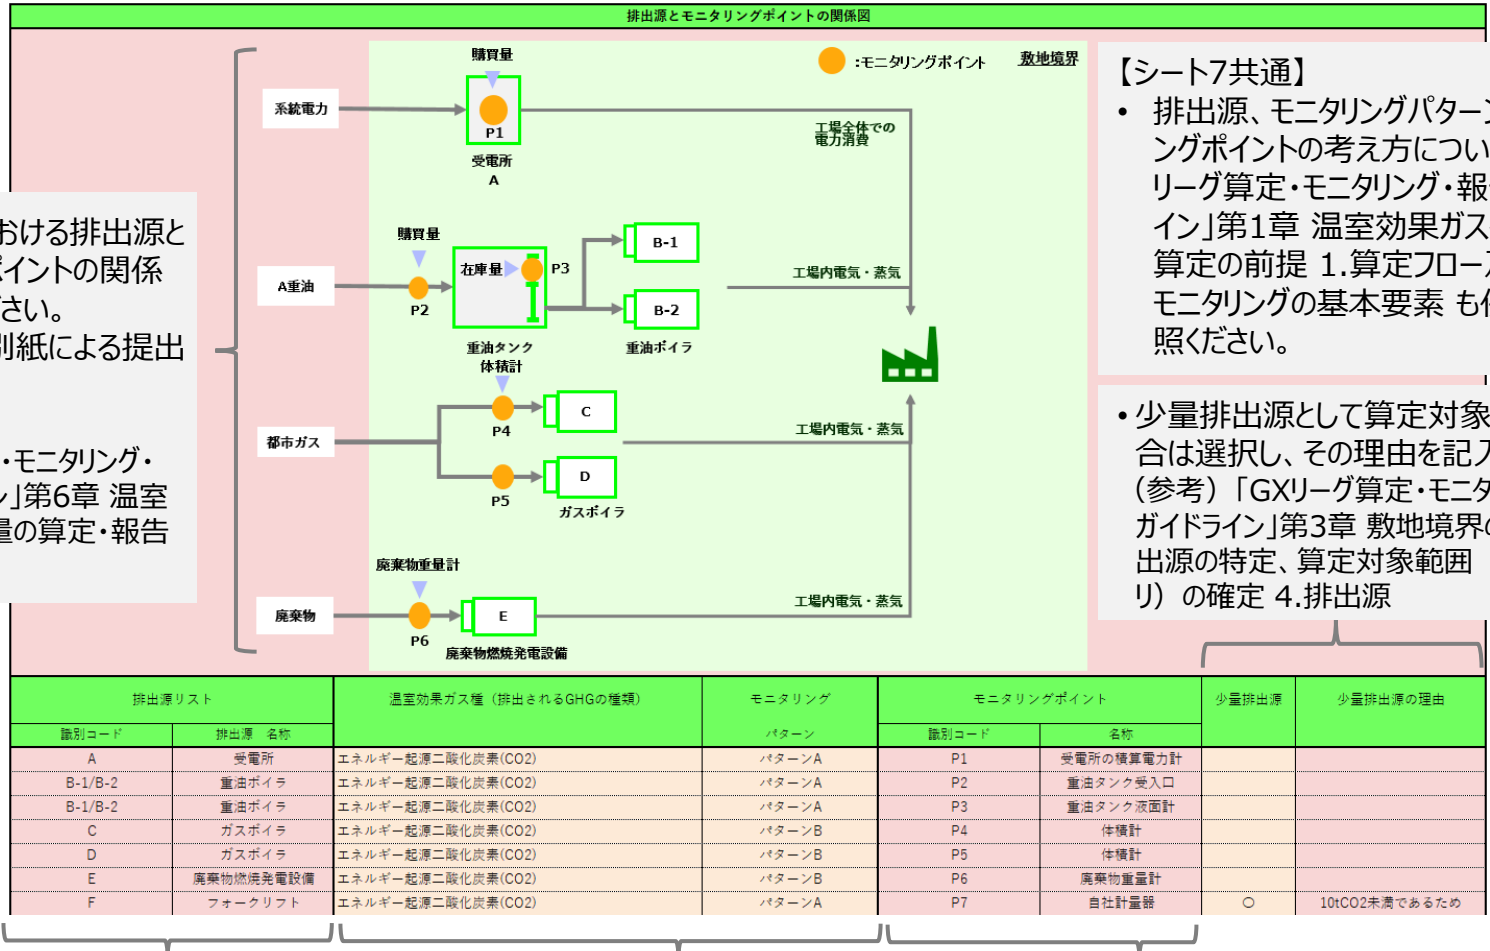 排出源とモニタリングポイントの関係図
購買量
:モニタリングポイント
敷地境界
系統電力
P1
受電所
A
工場全体での
電力消費
購買量
A重油
P2
在庫量
P3
重油タンク
B-1
B-2
重油ボイラ
工場内電気・蒸気
体積計
都市ガス
P4
C
P5
D
ガスボイラ
工場内電気・蒸気
廃棄物重量計
廃棄物
P6
E
廃棄物燃焼発電設備
工場内電気・蒸気
おける排出源と
ポイントの関係
ださい。
別紙による提出
・モニタリング・
ン」第6章 温室
量の算定・報告
【シート7共通】
• 排出源、モニタリングパターン
ングポイントの考え方につい
リーグ算定・モニタリング・報
イン」第1章 温室効果ガス
算定の前提 1.算定フロー
モニタリングの基本要素 も
照ください。
• 少量排出源として算定対象
合は選択し、その理由を記入
（参考）「GXリーグ算定・モニタ
ガイドライン」第3章 敷地境界の
出源の特定、算定対象範囲
リ）の確定 4.排出源
排出源リスト 温室効果ガス種（排出されるGHGの種類） モニタリング モニタリングポイント 少量排出源 少量排出源の理由
識別コード 排出源 名称 パターン 識別コード 名称
A 受電所 エネルギー起源二酸化炭素(CO2) パターンA P1 受電所の積算電力計
B-1/B-2 重油ボイラ エネルギー起源二酸化炭素(CO2) パターンA P2 重油タンク受入口
B-1/B-2 重油ボイラ エネルギー起源二酸化炭素(CO2) パターンA P3 重油タンク液面計
C ガスボイラ エネルギー起源二酸化炭素(CO2) パターンB P4 体積計
D ガスボイラ エネルギー起源二酸化炭素(CO2) パターンB P5 体積計
E 廃棄物燃焼発電設備 エネルギー起源二酸化炭素(CO2) パターンB P6 廃棄物重量計
F フォークリフト エネルギー起源二酸化炭素(CO2) パターンA P7 自社計量器 〇 10tCO2未満であるため